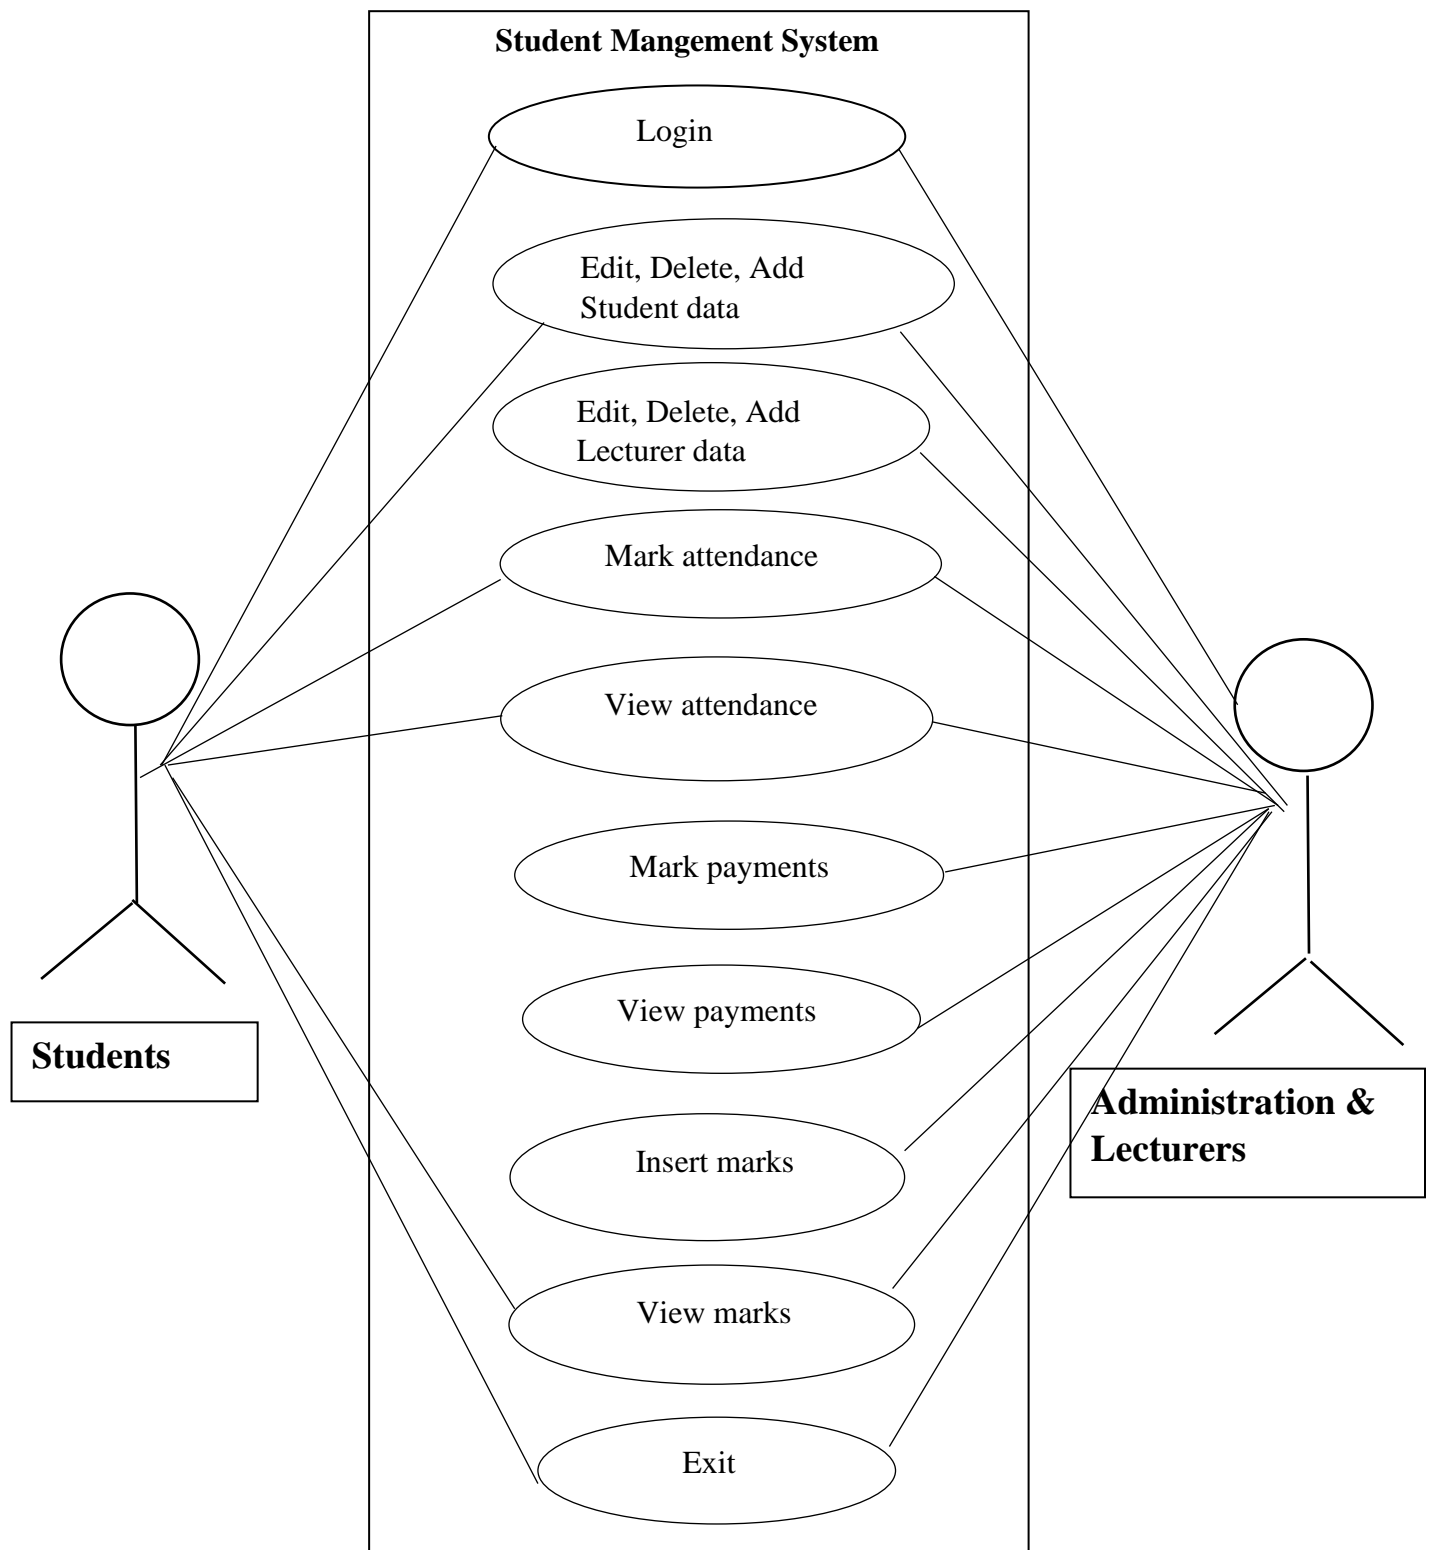 Student Mangement System
Login
Edit, Delete, Add
Student data
Edit, Delete, Add
Lecturer data
Mark attendance
View attendance
Mark payments
View payments
Students
Administration &
Lecturers
Insert marks
View marks
Exit